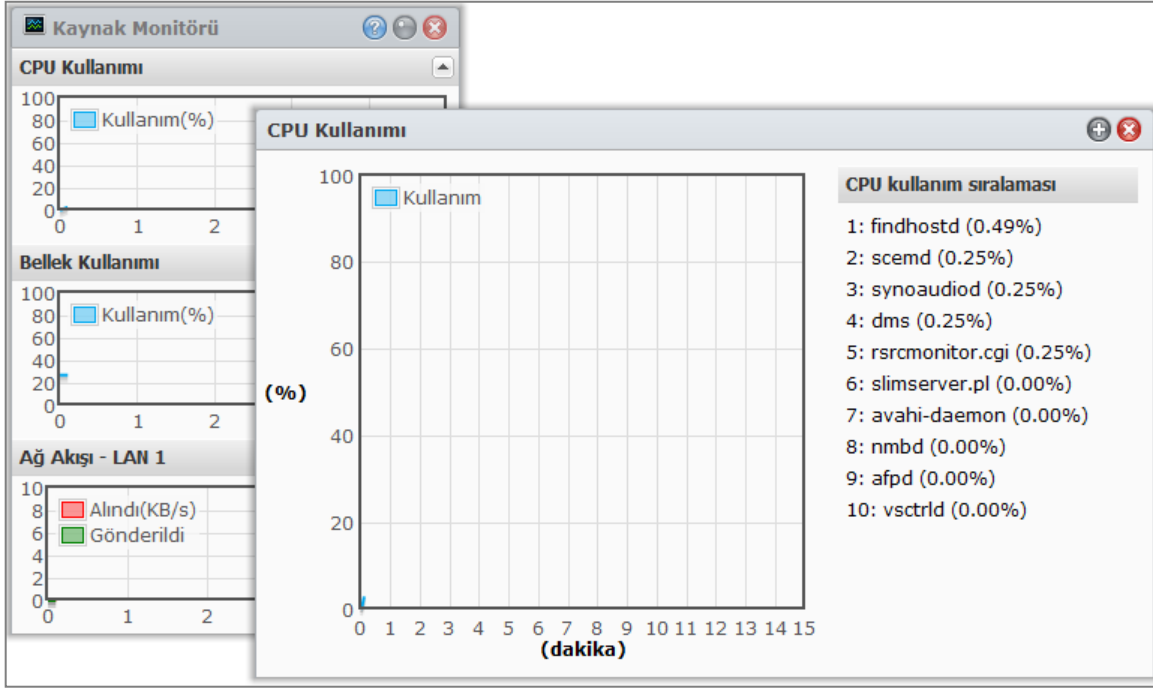 Kaynak Monitörü
CPU Kullanımı
100
80
60
40
20
0
Kullanım(%)
0 1 2
Bellek Kullanımı
100
80
60
40
20
0
Kullanım(%)
0 1 2
Ağ Akışı - LAN 1
10
8
6
4
2
0
Alındı(KB/s)
Gönderildi
0 1 2
CPU Kullanımı
100
80
60
40
20
0
(%)
Kullanım
0 1 2 3 4 5 6 7 8 9 10 11 12 13 14 15
(dakika)
CPU kullanım sıralaması
1: findhostd (0.49%)
2: scemd (0.25%)
3: synoaudiod (0.25%)
4: dms (0.25%)
5: rsrcmonitor.cgi (0.25%)
6: slimserver.pl (0.00%)
7: avahi-daemon (0.00%)
8: nmbd (0.00%)
9: afpd (0.00%)
10: vsctrld (0.00%)